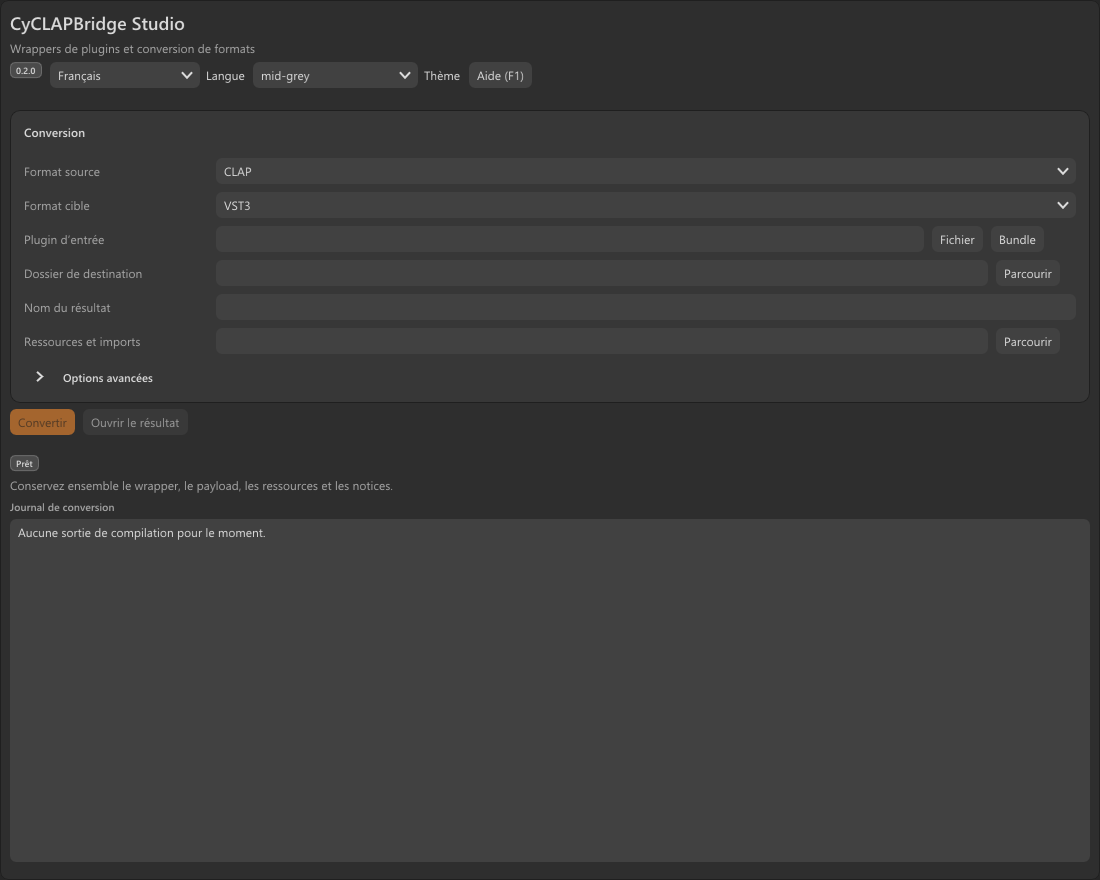 CyCLAPBridge Studio
Wrappers de plugins et conversion de formats
0.2.0 Français Langue mid-grey Thème Aide (F1)
Conversion
Format source CLAP
Format cible VST3
Plugin d'entrée Fichier Bundle
Dossier de destination Parcourir
Nom du résultat
Ressources et imports Parcourir
Options avancées
Convertir Ouvrir le résultat
Prêt
Conservez ensemble le wrapper, le payload, les ressources et les notices.
Journal de conversion
Aucune sortie de compilation pour le moment.